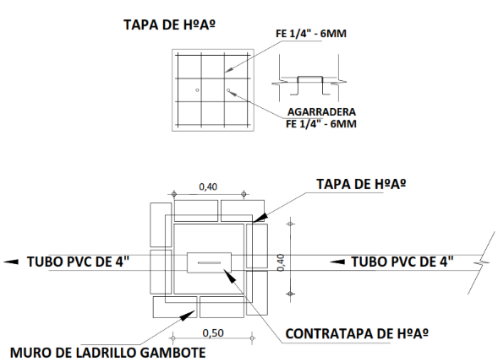 TAPA DE HºAº
FE 1/4" - 6MM
AGARRADERA
FE 1/4" - 6MM
0,40
TAPA DE HºAº
TUBO PVC DE 4"
0,40
TUBO PVC DE 4"
0,50
CONTRATAPA DE HºAº
MURO DE LADRILLO GAMBOTE